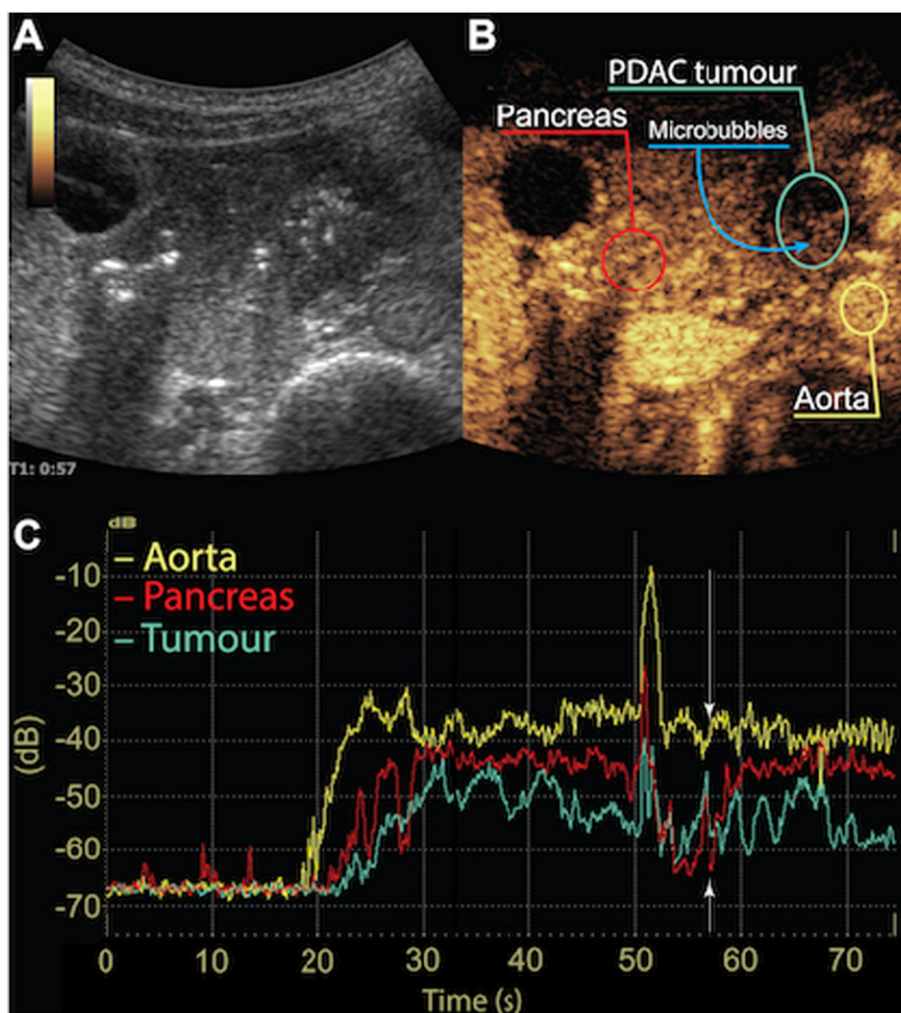 A
B
PDAC tumour
Pancreas
Microbubbles
Aorta
T1: 0:57
C
dB
– Aorta
– Pancreas
– Tumour
-10
-20
-30
-40
-50
-60
-70
(dB)
0 10 20 30 40 50 60 70
Time (s)